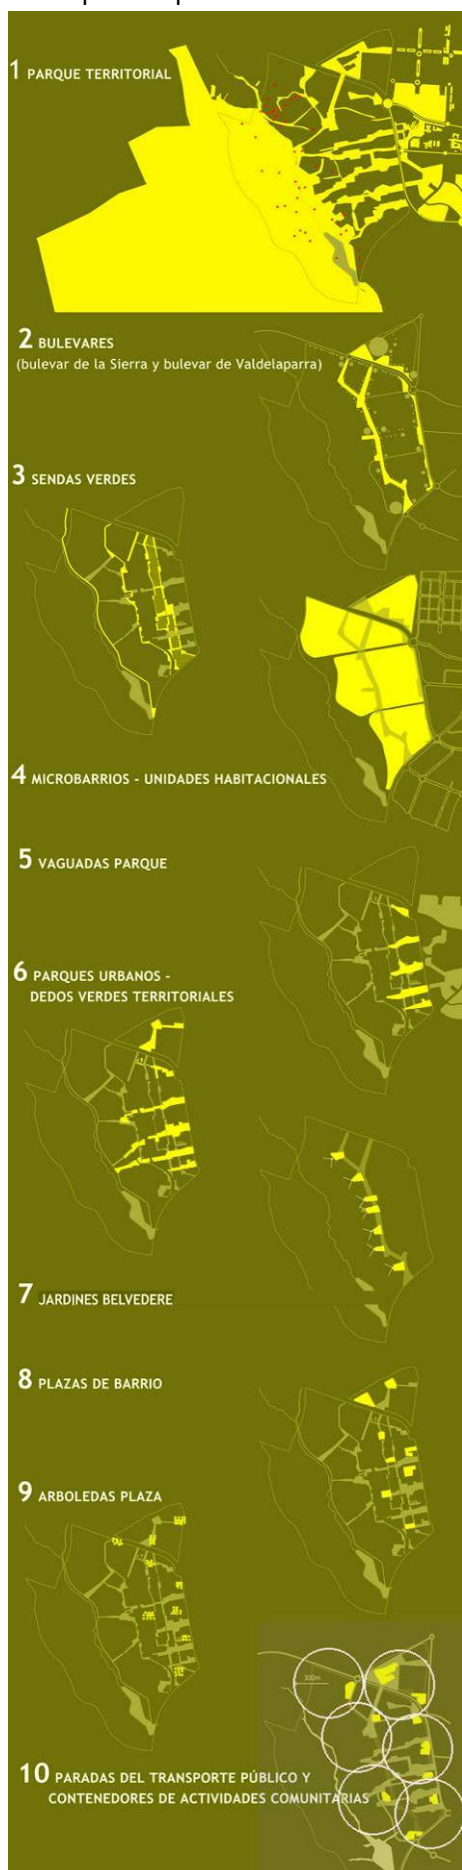 1 PARQUE TERRITORIAL
2 BULEVARES
(bulevar de la Sierra y bulevar de Valdelaparra)
3 SENDAS VERDES
4 MICROBARRIOS - UNIDADES HABITACIONALES
5 VAGUADAS PARQUE
6 PARQUES URBANOS -
DEDOS VERDES TERRITORIALES
7 JARDINES BELVEDERE
8 PLAZAS DE BARRIO
9 ARBOLEDAS PLAZA
300m
10 PARADAS DEL TRANSPORTE PÚBLICO Y
CONTENEDORES DE ACTIVIDADES COMUNITARIAS